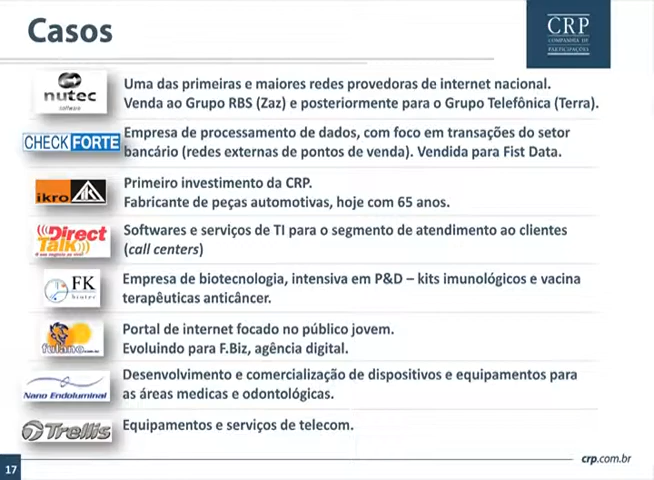 Casos
CRP
COMPANHIA DE
PARTICIPAÇÕES
nutec
software
Uma das primeiras e maiores redes provedoras de internet nacional.
Venda ao Grupo RBS (Zaz) e posteriormente para o Grupo Telefônica (Terra).
CHECK FORTE
Empresa de processamento de dados, com foco em transações do setor
bancário (redes externas de pontos de venda). Vendida para Fist Data.
ikro
Primeiro investimento da CRP.
Fabricante de peças automotivas, hoje com 65 anos.
Direct
Talk
Softwares e serviços de TI para o segmento de atendimento ao clientes
(call centers)
FK
biotec
Empresa de biotecnologia, intensiva em P&D – kits imunológicos e vacina
terapêuticas anticâncer.
fulano.com.br
Portal de internet focado no público jovem.
Evoluindo para F.Biz, agência digital.
Nano Endoluminal
Desenvolvimento e comercialização de dispositivos e equipamentos para
as áreas medicas e odontológicas.
Trellis
Equipamentos e serviços de telecom.
17
crp.com.br